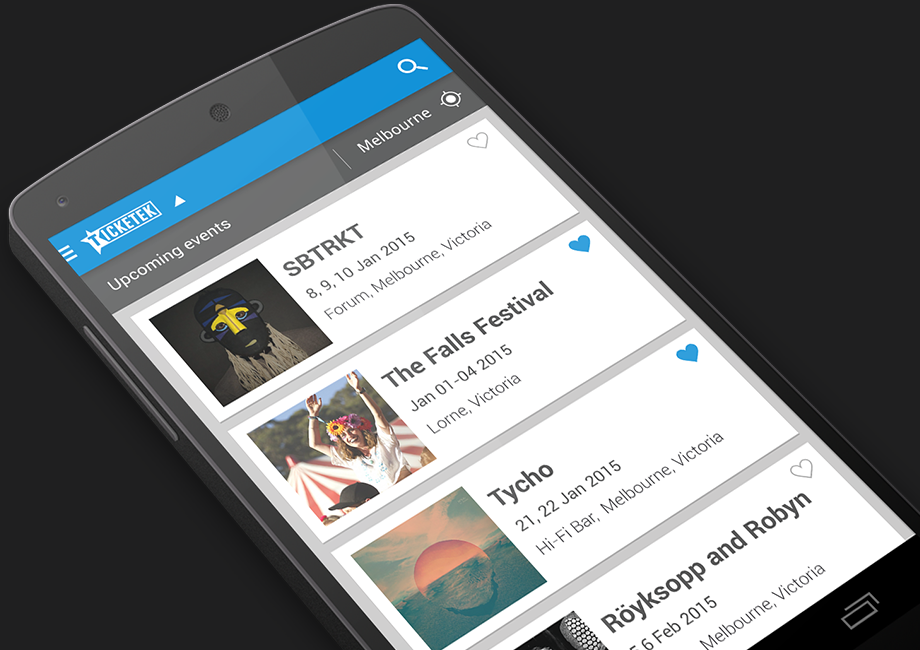 TICKETEK
Melbourne
Upcoming events
SBTRKT
8, 9, 10 Jan 2015
Forum, Melbourne, Victoria
The Falls Festival
Jan 01-04 2015
Lorne, Victoria
Tycho
21, 22 Jan 2015
Hi-Fi Bar, Melbourne, Victoria
Röyksopp and Robyn
5,6 Feb 2015
Melbourne, Victoria